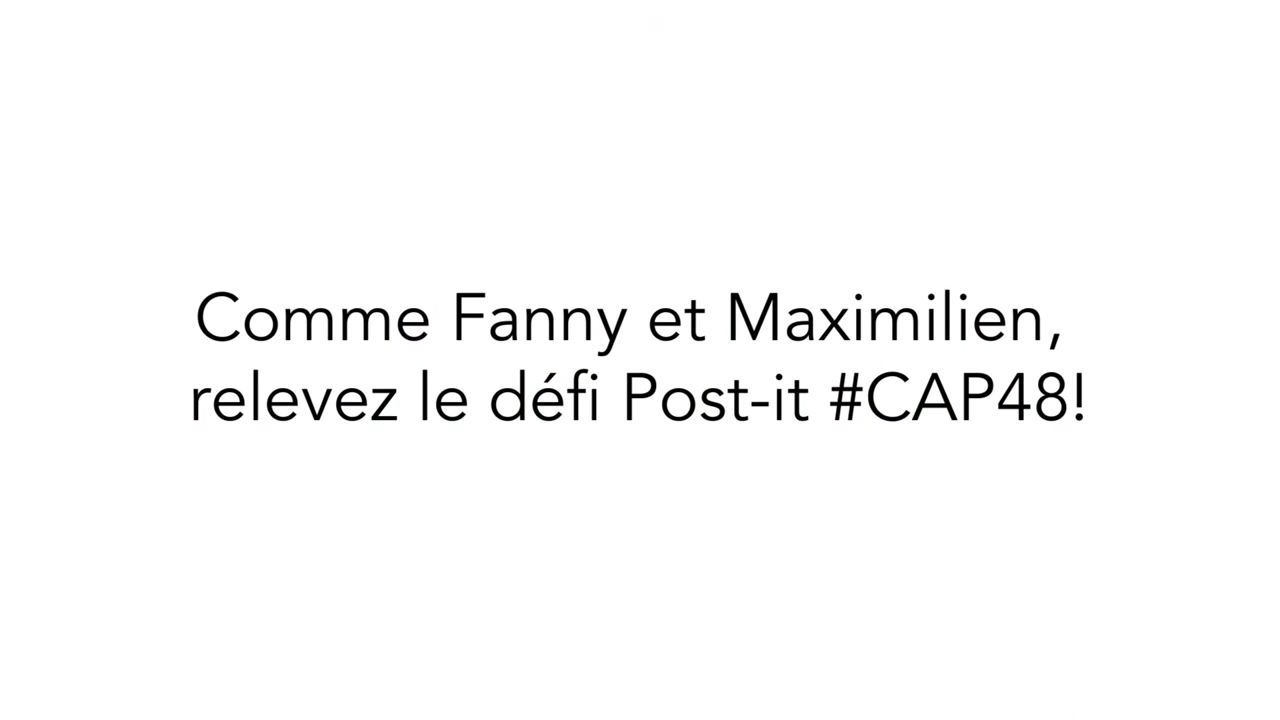 Comme Fanny et Maximilien,
relevez le défi Post-it #CAP48!